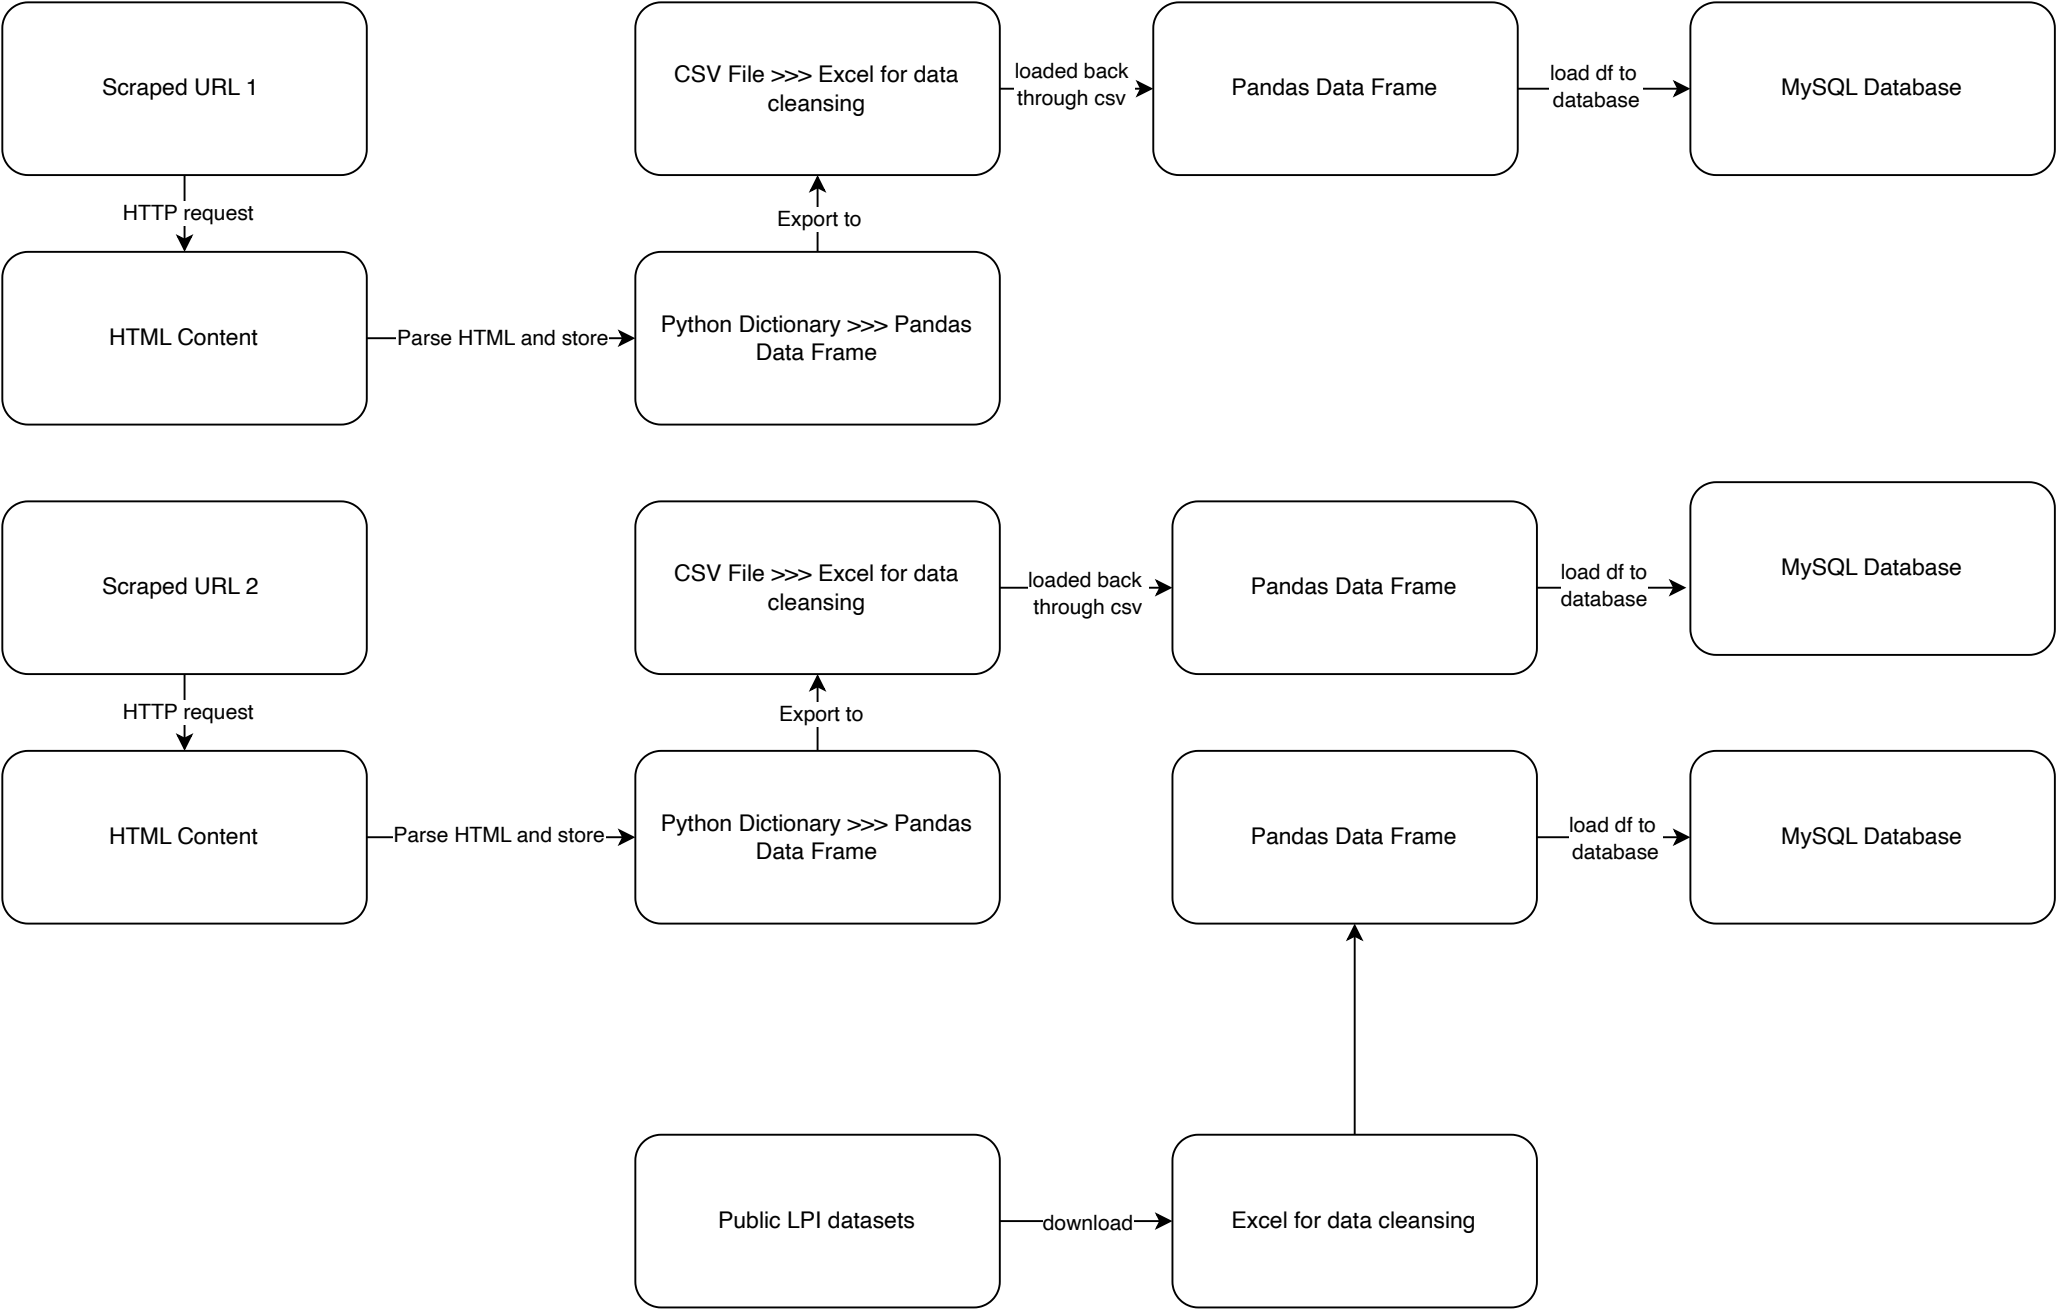 Scraped URL 1
CSV File >>> Excel for data
cleansing
loaded back
through csv
Pandas Data Frame
load df to
database
MySQL Database
HTTP request
Export to
HTML Content
Parse HTML and store
Python Dictionary >>> Pandas
Data Frame
Scraped URL 2
CSV File >>> Excel for data
cleansing
loaded back
through csv
Pandas Data Frame
load df to
database
MySQL Database
HTTP request
Export to
HTML Content
Parse HTML and store
Python Dictionary >>> Pandas
Data Frame
Pandas Data Frame
load df to
database
MySQL Database
Public LPI datasets
download
Excel for data cleansing